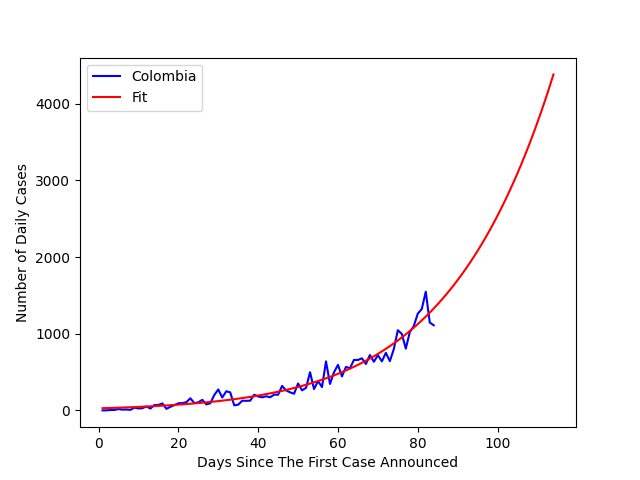 Colombia
Fit
4000
3000
2000
1000
0
Number of Daily Cases
0 20 40 60 80 100
Days Since The First Case Announced